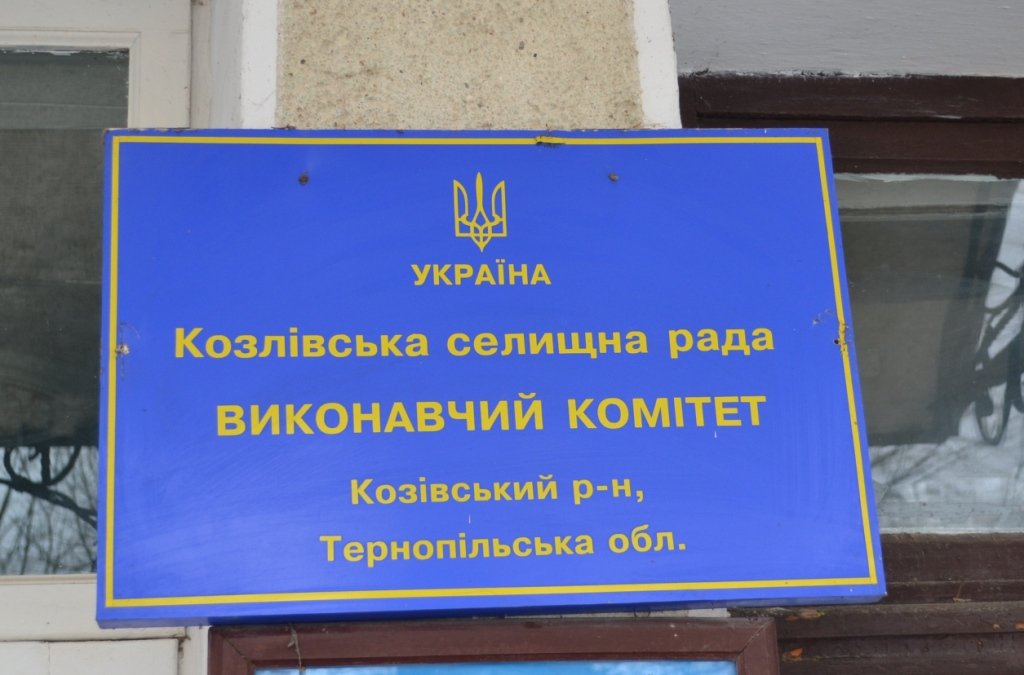 УКРАЇНА
Козлівська селищна рада
ВИКОНАВЧИЙ КОМІТЕТ
Козівський р-н,
Тернопільська обл.